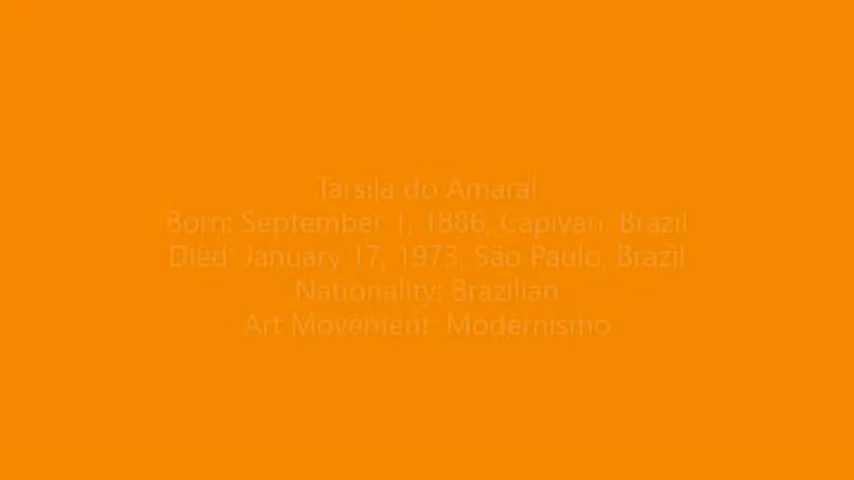 Tarsila do Amaral
Born: September 1, 1886, Capivari, Brazil
Died: January 17, 1973, São Paulo, Brazil
Nationality: Brazilian
Art Movement: Modernismo